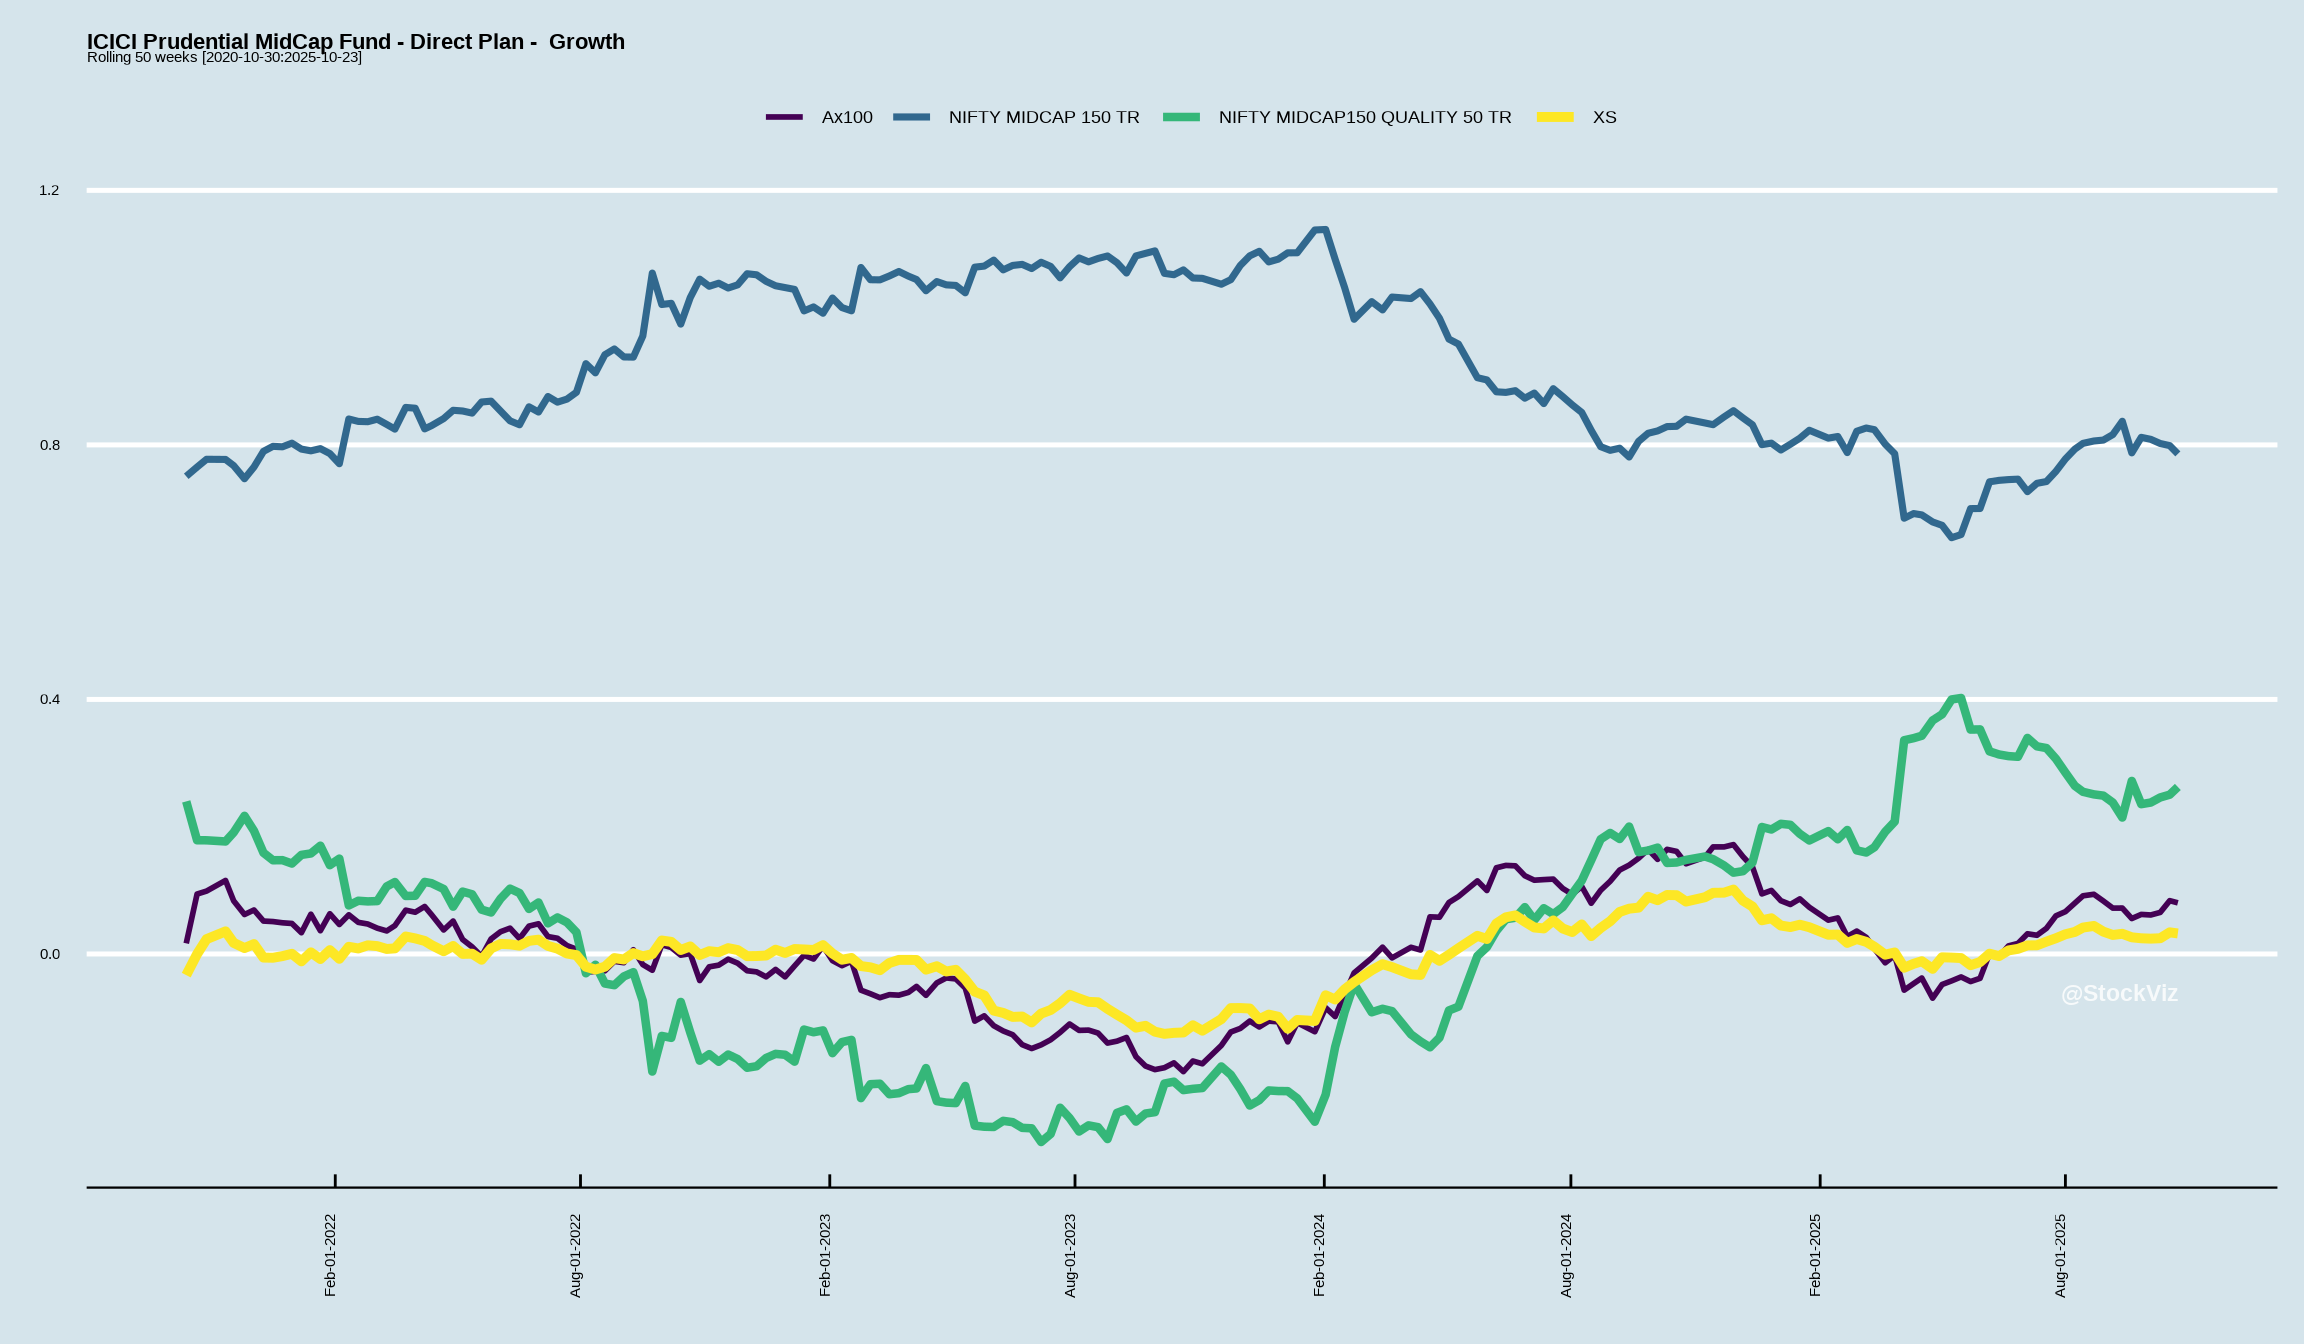 ICICI Prudential MidCap Fund - Direct Plan -  Growth
Rolling 50 weeks [2020-10-30:2025-10-23]
Ax100 NIFTY MIDCAP 150 TR NIFTY MIDCAP150 QUALITY 50 TR XS
1.2
0.8
0.4
0.0
@StockViz
Feb-01-2022 Aug-01-2022 Feb-01-2023 Aug-01-2023 Feb-01-2024 Aug-01-2024 Feb-01-2025 Aug-01-2025